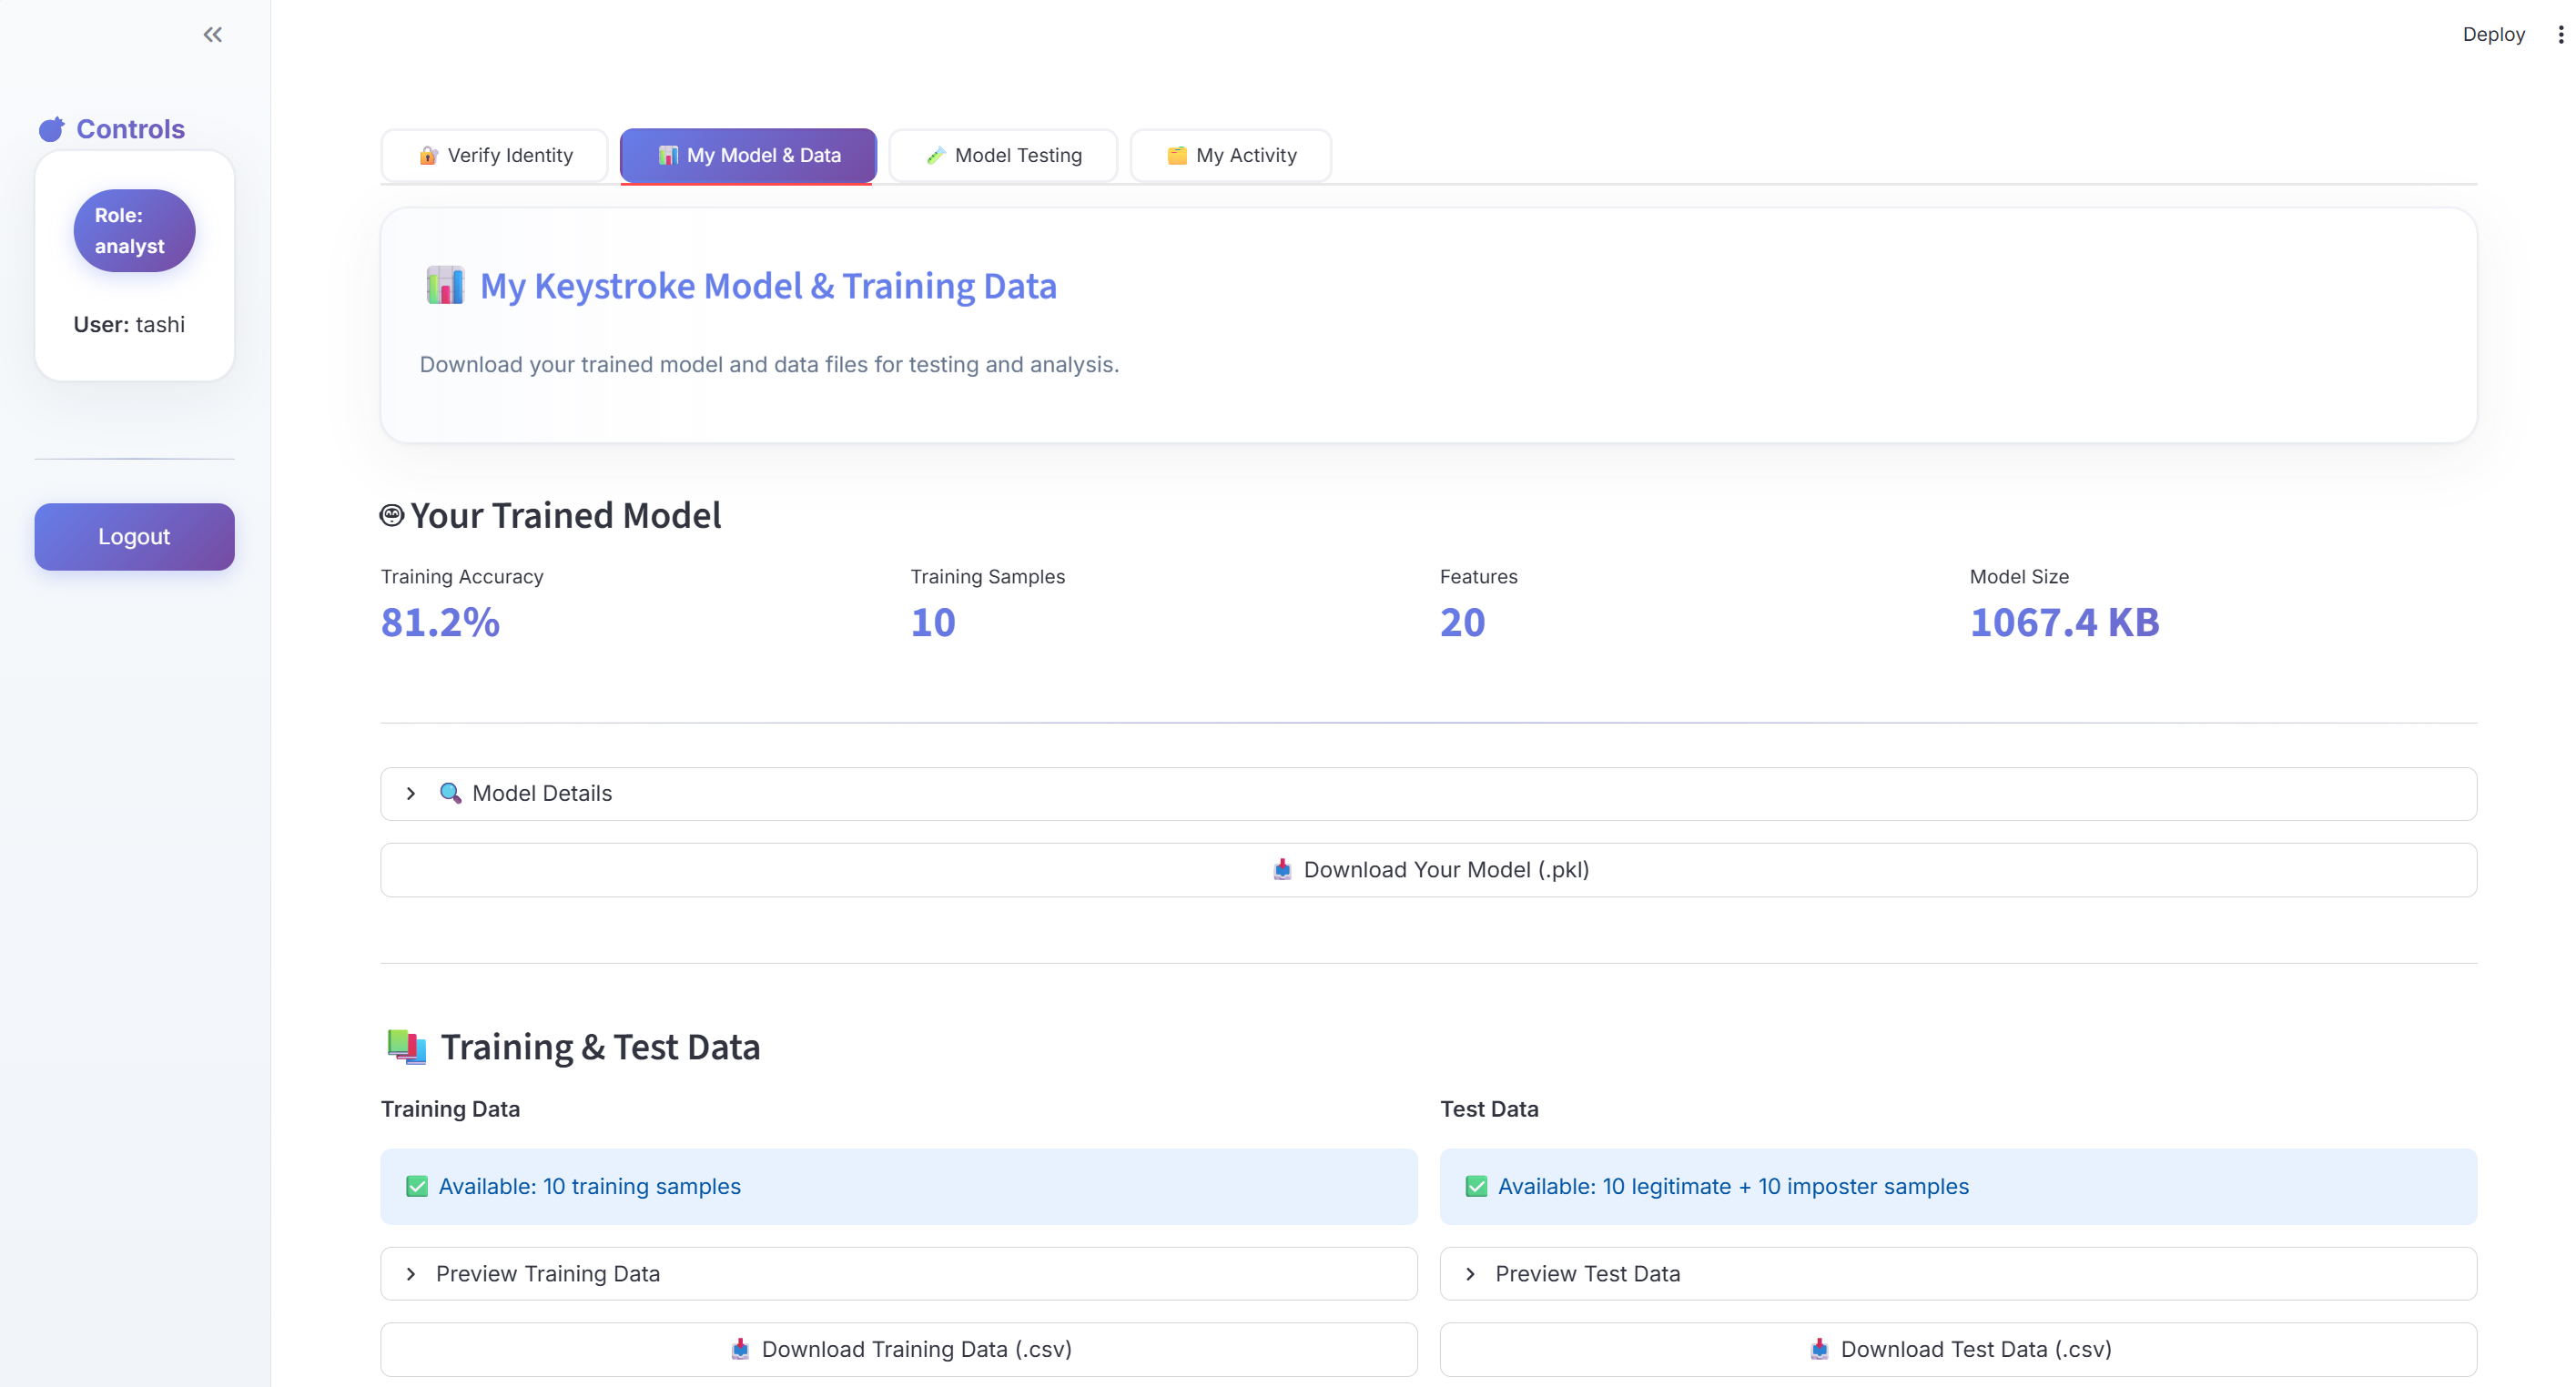 Deploy
Controls
Role:
analyst
User: tashi
Logout
Verify Identity
My Model & Data
Model Testing
My Activity
My Keystroke Model & Training Data
Download your trained model and data files for testing and analysis.
Your Trained Model
Training Accuracy
81.2%
Training Samples
10
Features
20
Model Size
1067.4 KB
Model Details
Download Your Model (.pkl)
Training & Test Data
Training Data
Available: 10 training samples
Preview Training Data
Download Training Data (.csv)
Test Data
Available: 10 legitimate + 10 imposter samples
Preview Test Data
Download Test Data (.csv)